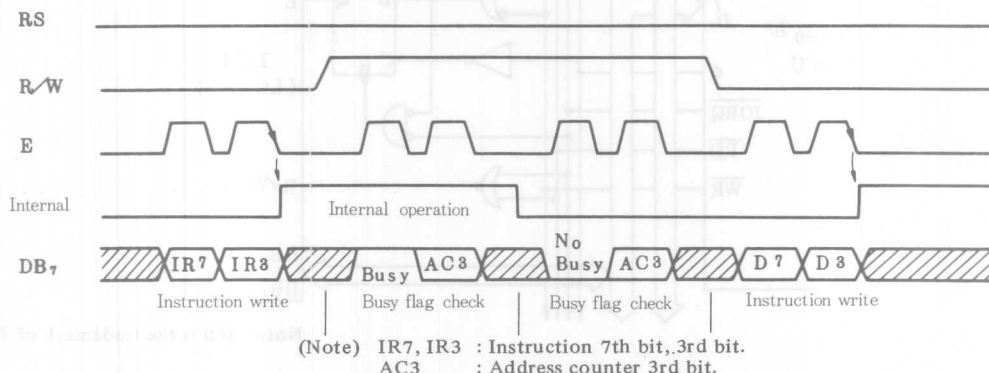 RS
R/W
E
Internal
Internal operation
DB7
IR7
IR3
Busy
AC3
No
Busy
AC3
D7
D3
Instruction write
Busy flag check
Busy flag check
Instruction write
(Note) IR7, IR3 : Instruction 7th bit, 3rd bit.
AC3 : Address counter 3rd bit.